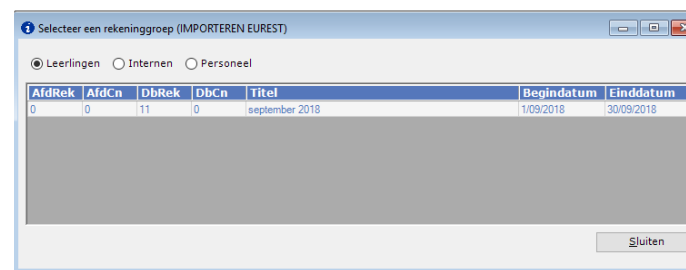 Selecteer een rekeninggroep (IMPORTEREN EUREST)
Leerlingen Internen Personeel
AfdRek AfdCn DbRek DbCn Titel Begindatum Einddatum
0 0 11 0 september 2018 1/09/2018 30/09/2018
Sluiten